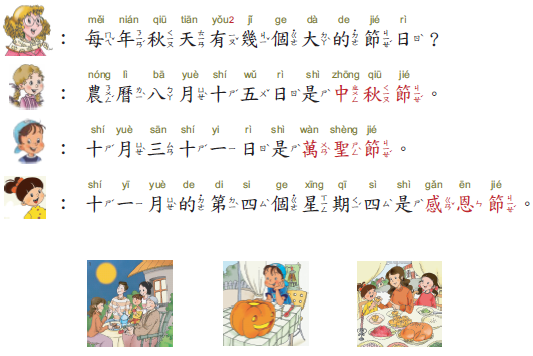 měi nián qiū tiān yǒu2 jǐ ge dà de jié rì
：每年秋天有幾個大的節日？
nóng lì bā yuè shí wǔ rì shì zhōng qiū jié
：農曆八月十五日是中秋節。
shí yuè sān shí yi rì shì wàn shèng jié
：十月三十一日是萬聖節。
shí yī yuè de dì sì ge xīng qī sì shì gǎn ēn jié
：十一月的第四個星期四是感恩節。